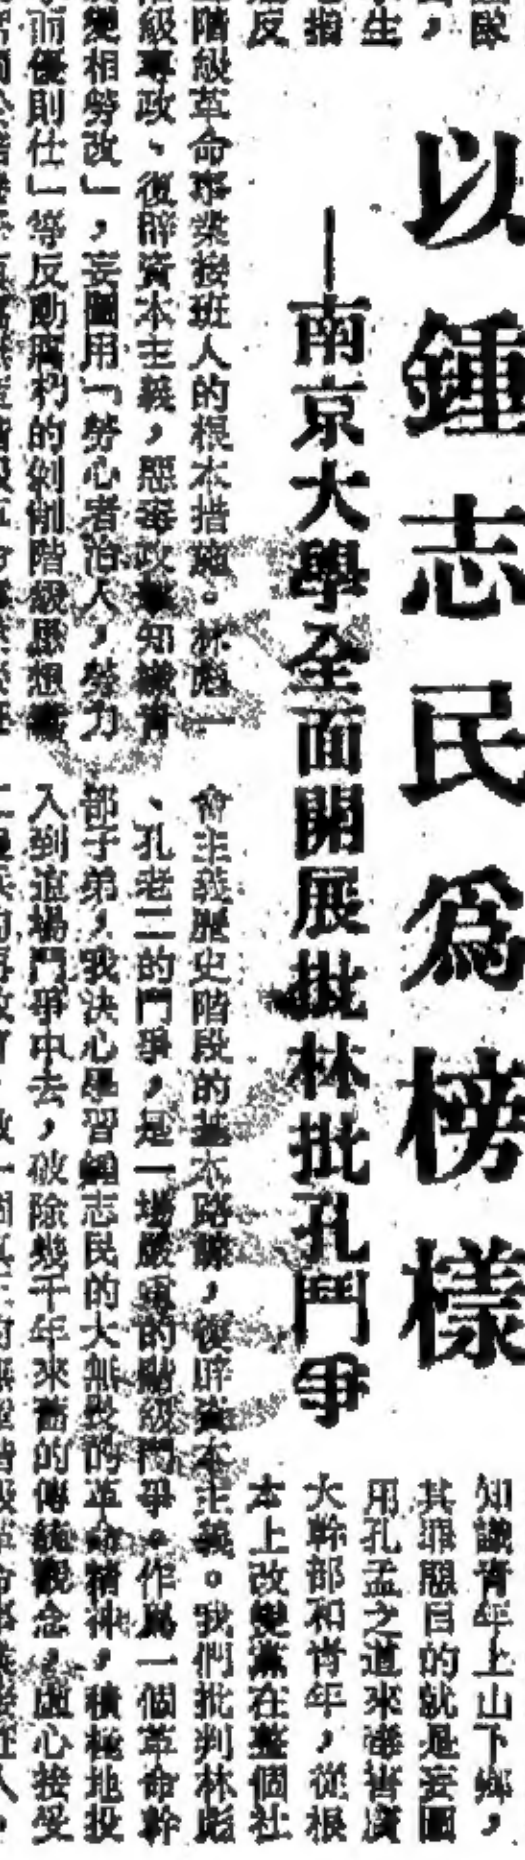 以鍾志民爲榜樣
——南京大學全面開展批林批孔鬥爭
隊
，
生
指
反
階級革命事業接班人的根本措施。林彪一
級專政、復辟資本主義，惡毒攻擊知識青
變相勞改」，妄圖用「勞心者治人，勞力
而優則仕」等反動腐朽的剝削階級思想
知識青年上山下鄉，
其罪惡目的就是妄圖
用孔孟之道來毒害廣
大幹部和青年，從根
本上改變黨在整個社
會主義歷史階段的基本路線，復辟資本主義。我們批判林彪
、孔老二的鬥爭，是一場嚴重的階級鬥爭。作爲一個革命幹
部子弟，我決心學習鍾志民的大無畏的革命精神，積極地投
入到這場鬥爭中去，破除幾千年來舊的傳統觀念，虛心接受